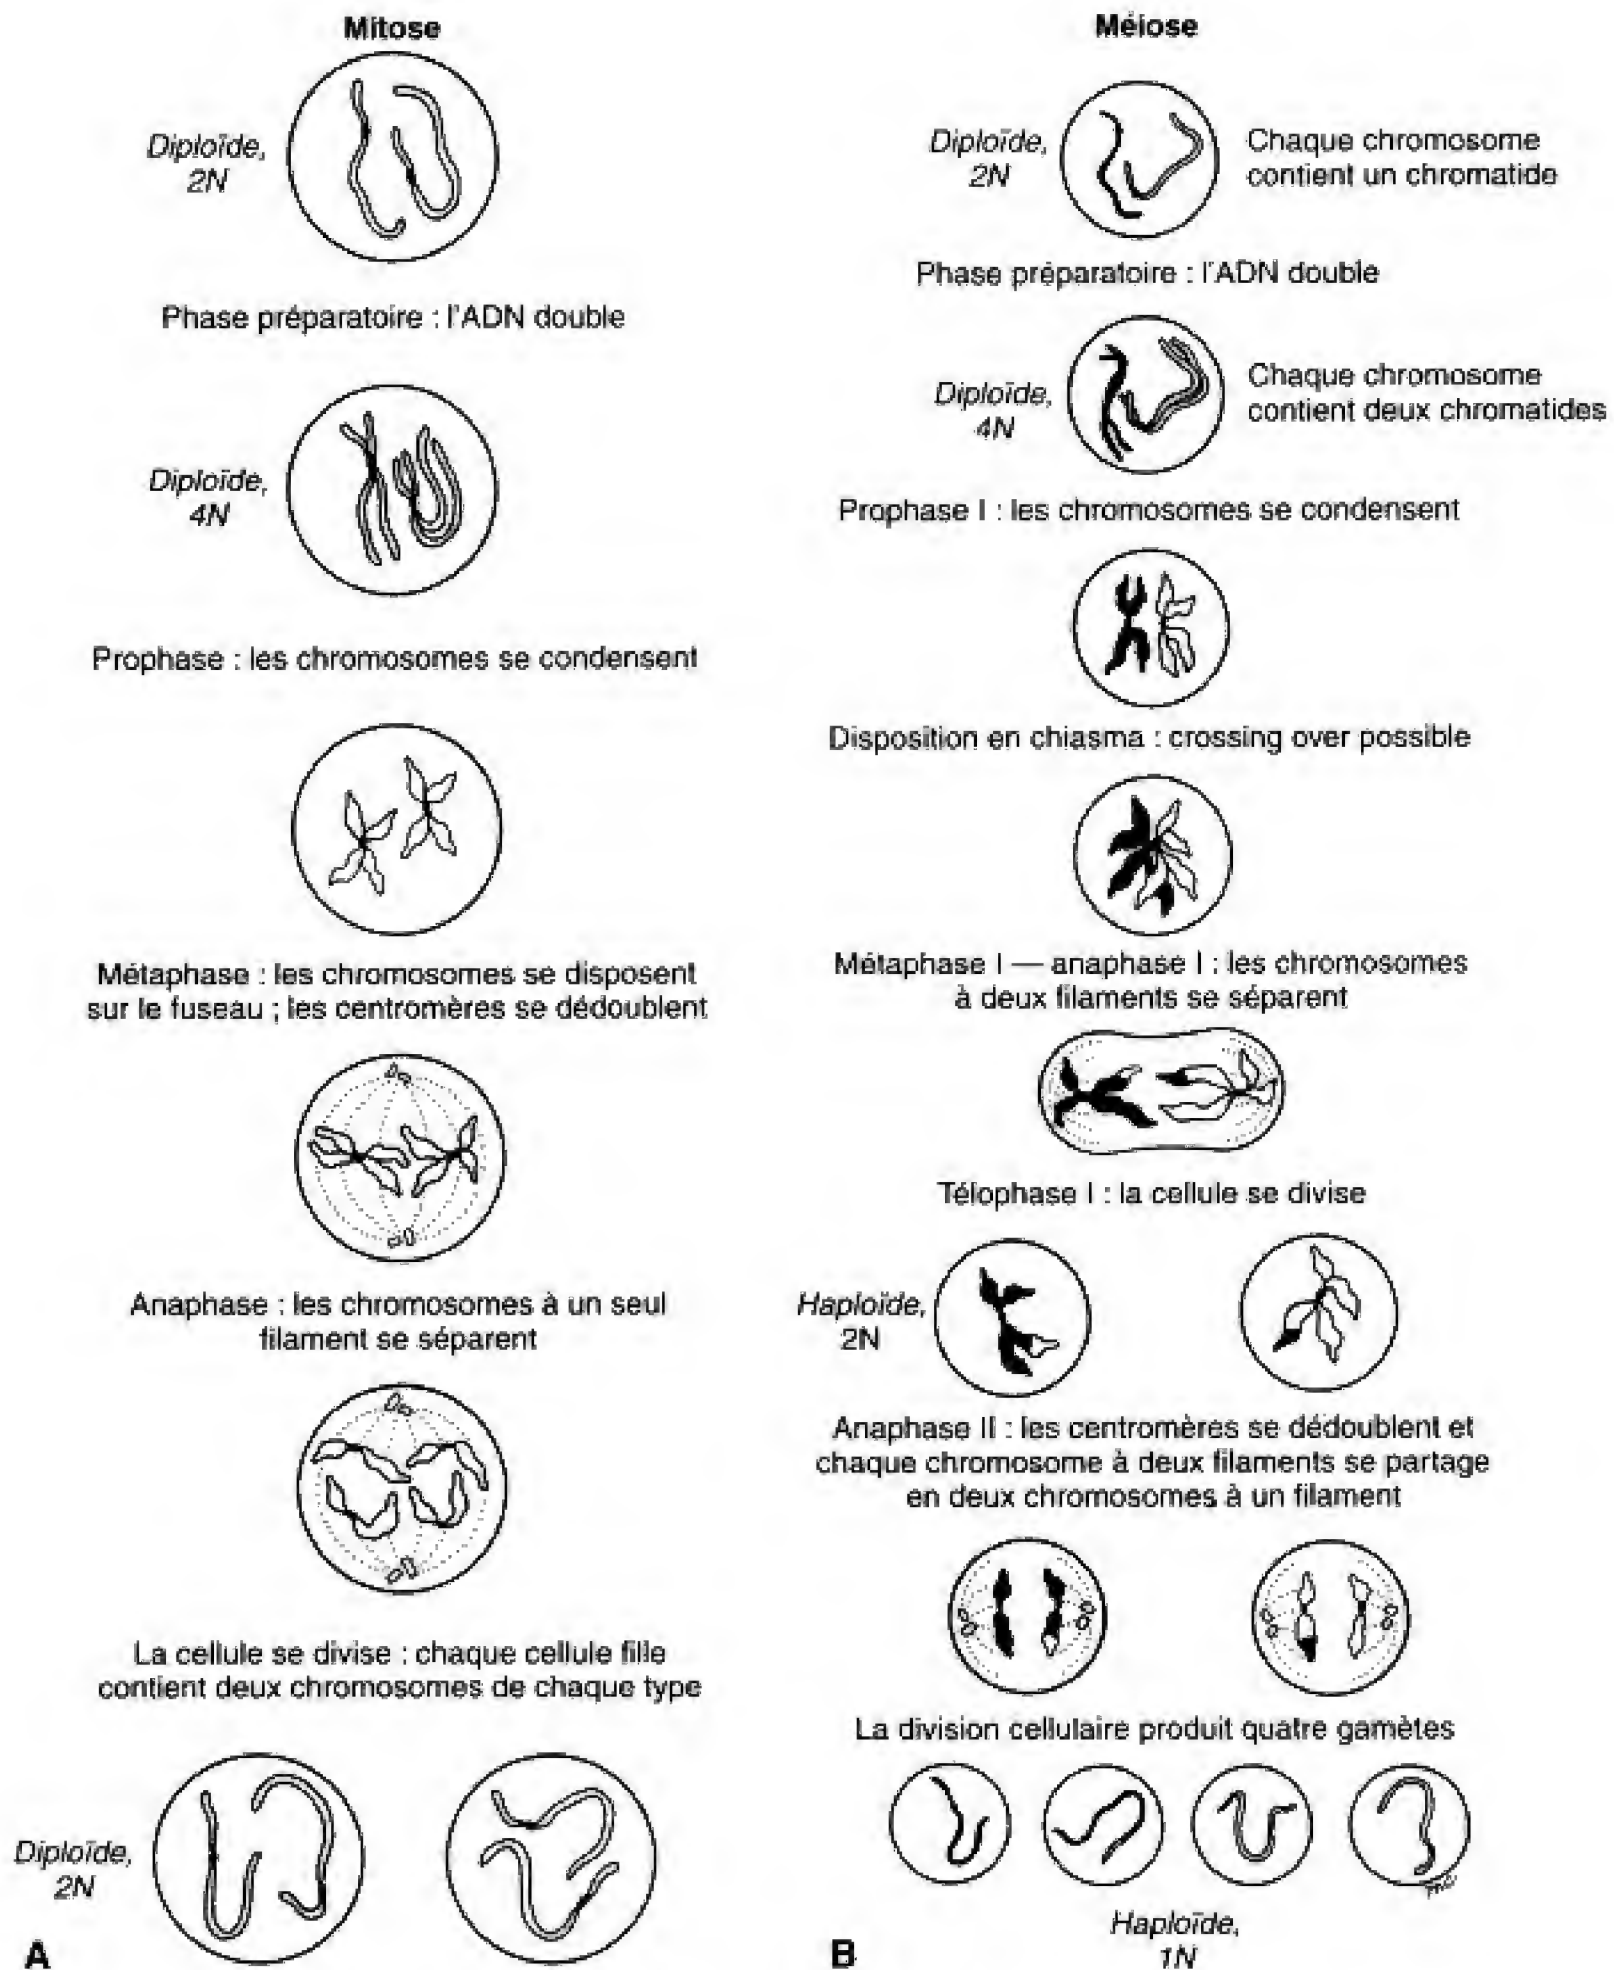 Mitose
Diploïde,
2N
Phase préparatoire : l'ADN double
Diploïde,
4N
Prophase : les chromosomes se condensent
Métaphase : les chromosomes se disposent
sur le fuseau ; les centromères se dédoublent
Anaphase : les chromosomes à un seul
filament se séparent
La cellule se divise : chaque cellule fille
contient deux chromosomes de chaque type
Diploïde,
2N
A
Méiose
Diploïde,
2N
Chaque chromosome
contient un chromatide
Phase préparatoire : l'ADN double
Diploïde,
4N
Chaque chromosome
contient deux chromatides
Prophase I : les chromosomes se condensent
Disposition en chiasma : crossing over possible
Métaphase I — anaphase I : les chromosomes
à deux filaments se séparent
Télophase I : la cellule se divise
Haploïde,
2N
Anaphase II : les centromères se dédoublent et
chaque chromosome à deux filaments se partage
en deux chromosomes à un filament
La division cellulaire produit quatre gamètes
Haploïde,
1N
B